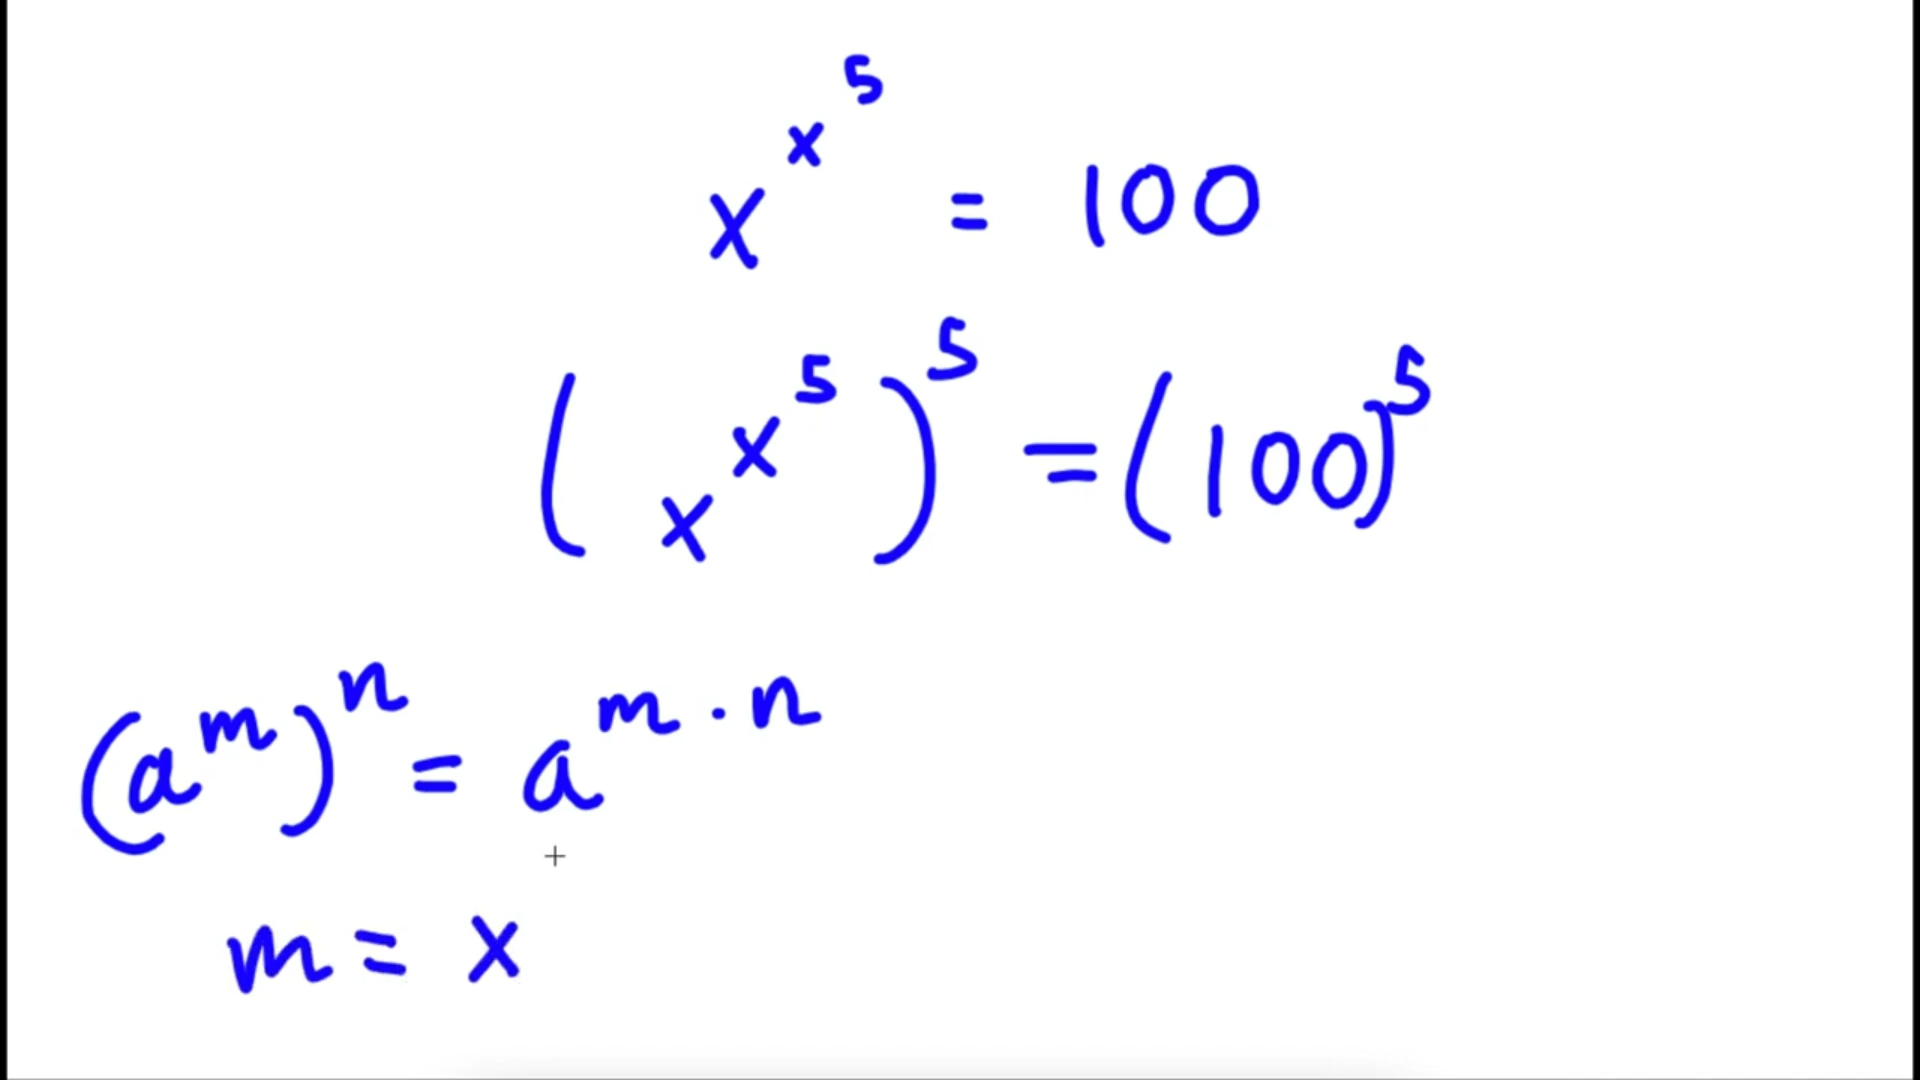 x^x^5 = 100
(x^x^5)^5 = (100)^5
(a^m)^n = a^m·n
m = x